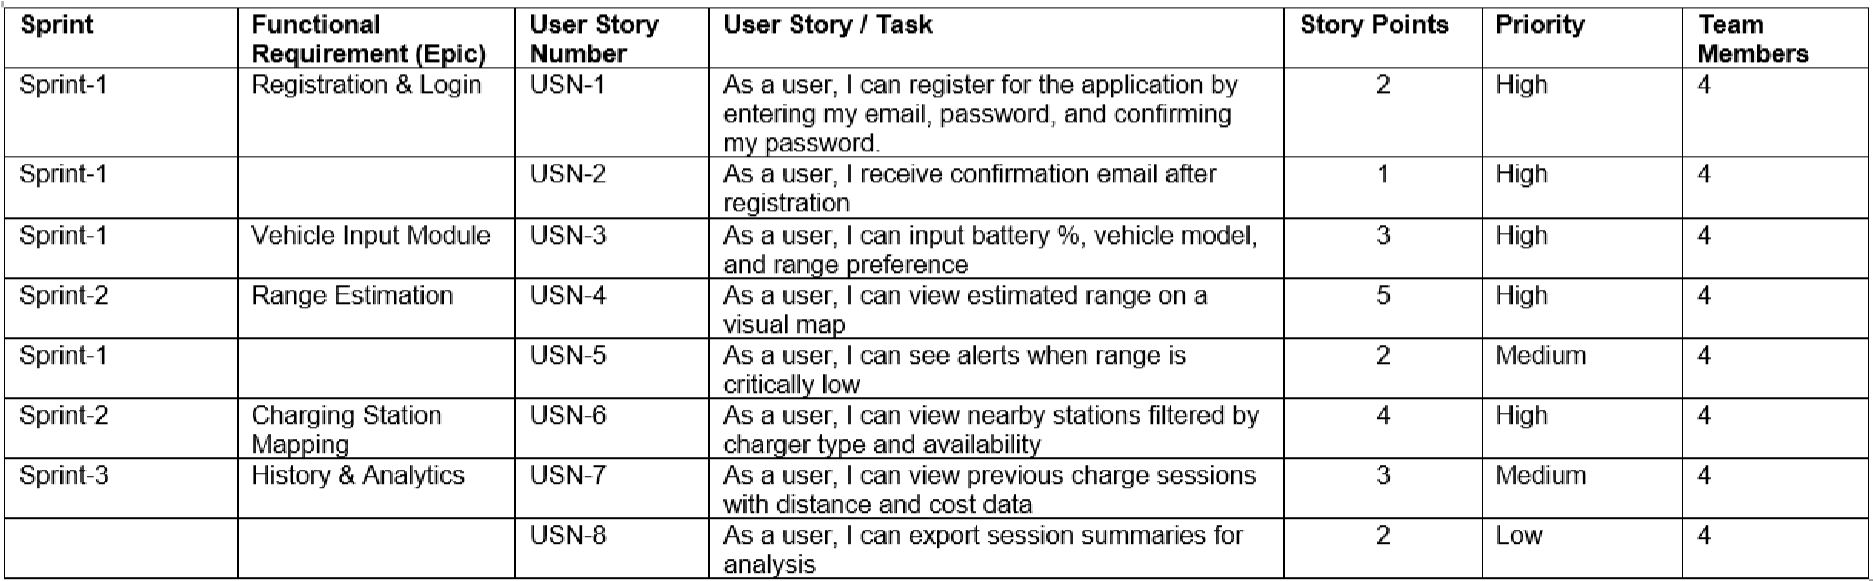 Sprint Functional Requirement (Epic) User Story Number User Story / Task Story Points Priority Team Members
Sprint-1 Registration & Login USN-1 As a user, I can register for the application by 2 High 4
entering my email, password, and confirming
my password.
Sprint-1 USN-2 As a user, I receive confirmation email after 1 High 4
registration
Sprint-1 Vehicle Input Module USN-3 As a user, I can input battery %, vehicle model, 3 High 4
and range preference
Sprint-2 Range Estimation USN-4 As a user, I can view estimated range on a 5 High 4
visual map
Sprint-1 USN-5 As a user, I can see alerts when range is 2 Medium 4
critically low
Sprint-2 Charging Station USN-6 As a user, I can view nearby stations filtered by 4 High 4
Mapping charger type and availability
Sprint-3 History & Analytics USN-7 As a user, I can view previous charge sessions 3 Medium 4
with distance and cost data
USN-8 As a user, I can export session summaries for 2 Low 4
analysis